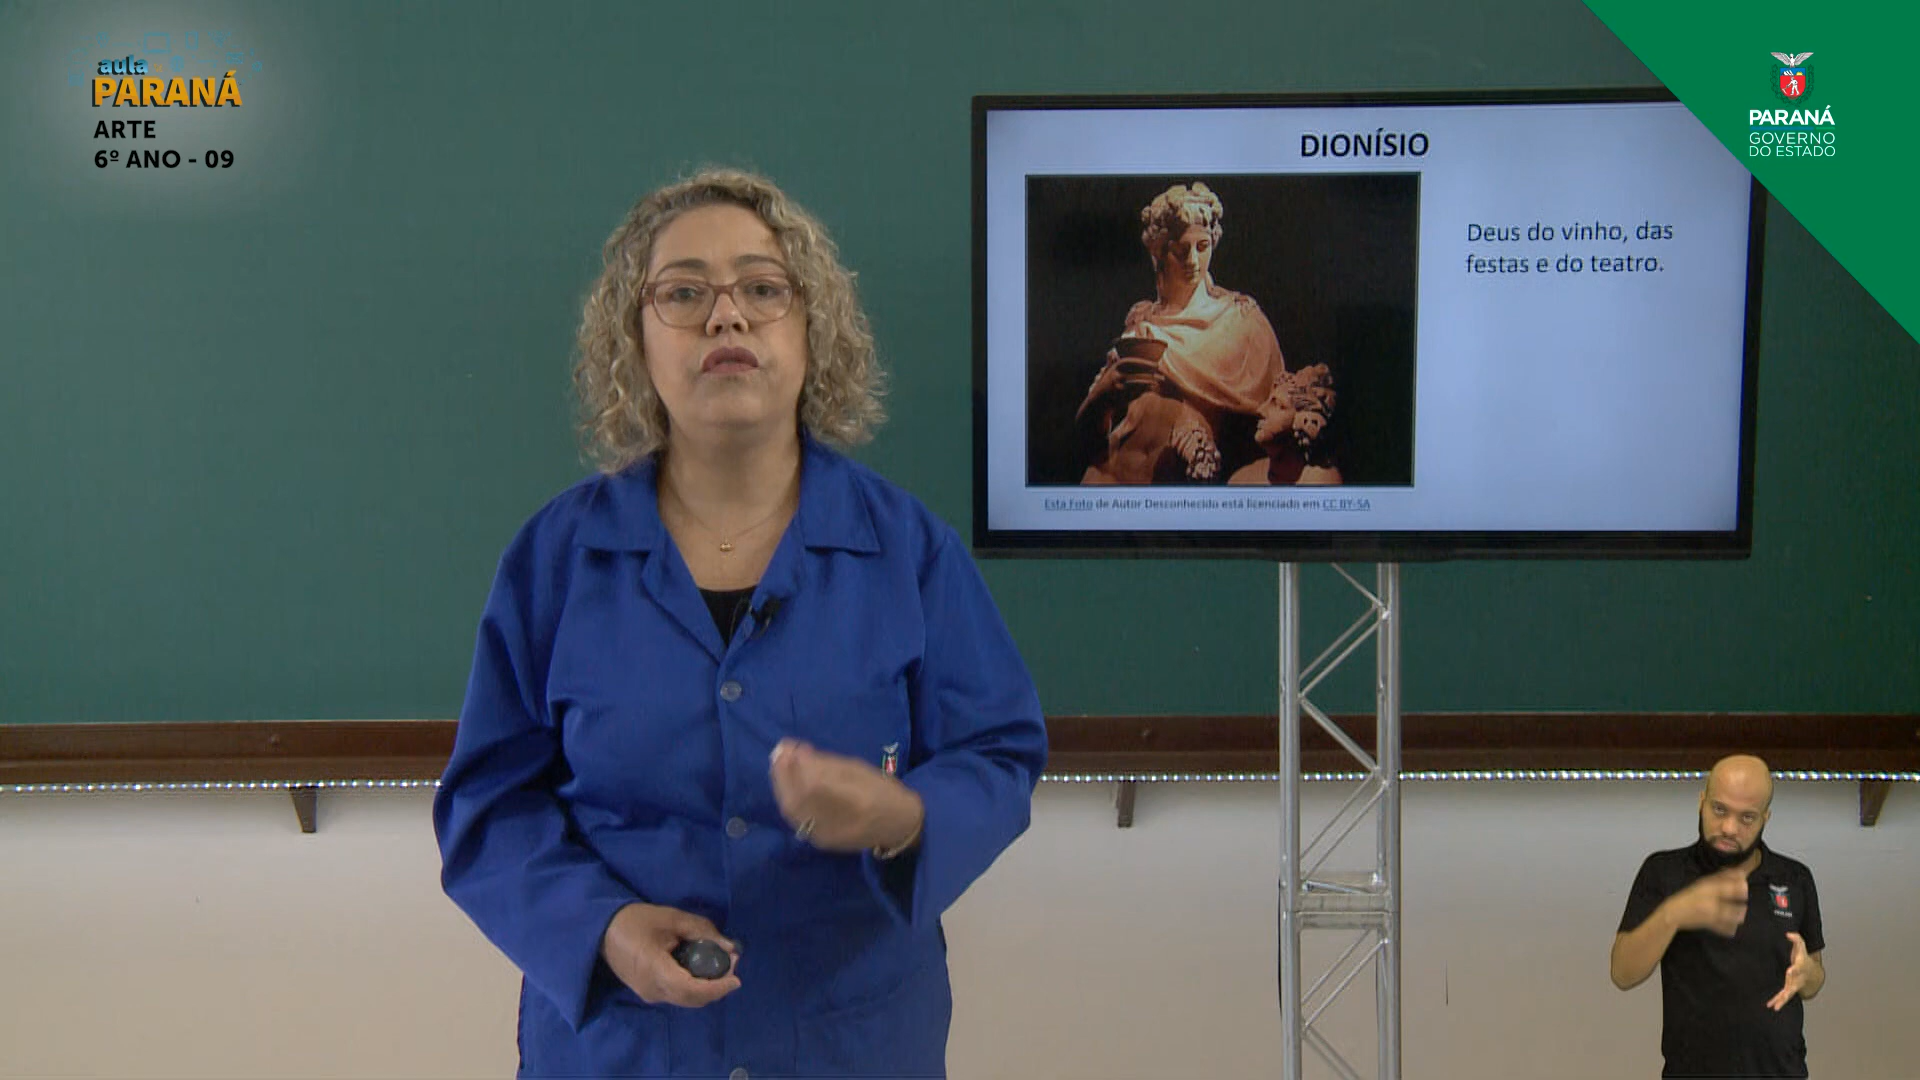 aula
PARANÁ
ARTE
6º ANO - 09
DIONÍSIO
Deus do vinho, das
festas e do teatro.
Esta Foto de Autor Desconhecido está licenciado em CC BY-SA
PARANÁ
GOVERNO
DO ESTADO